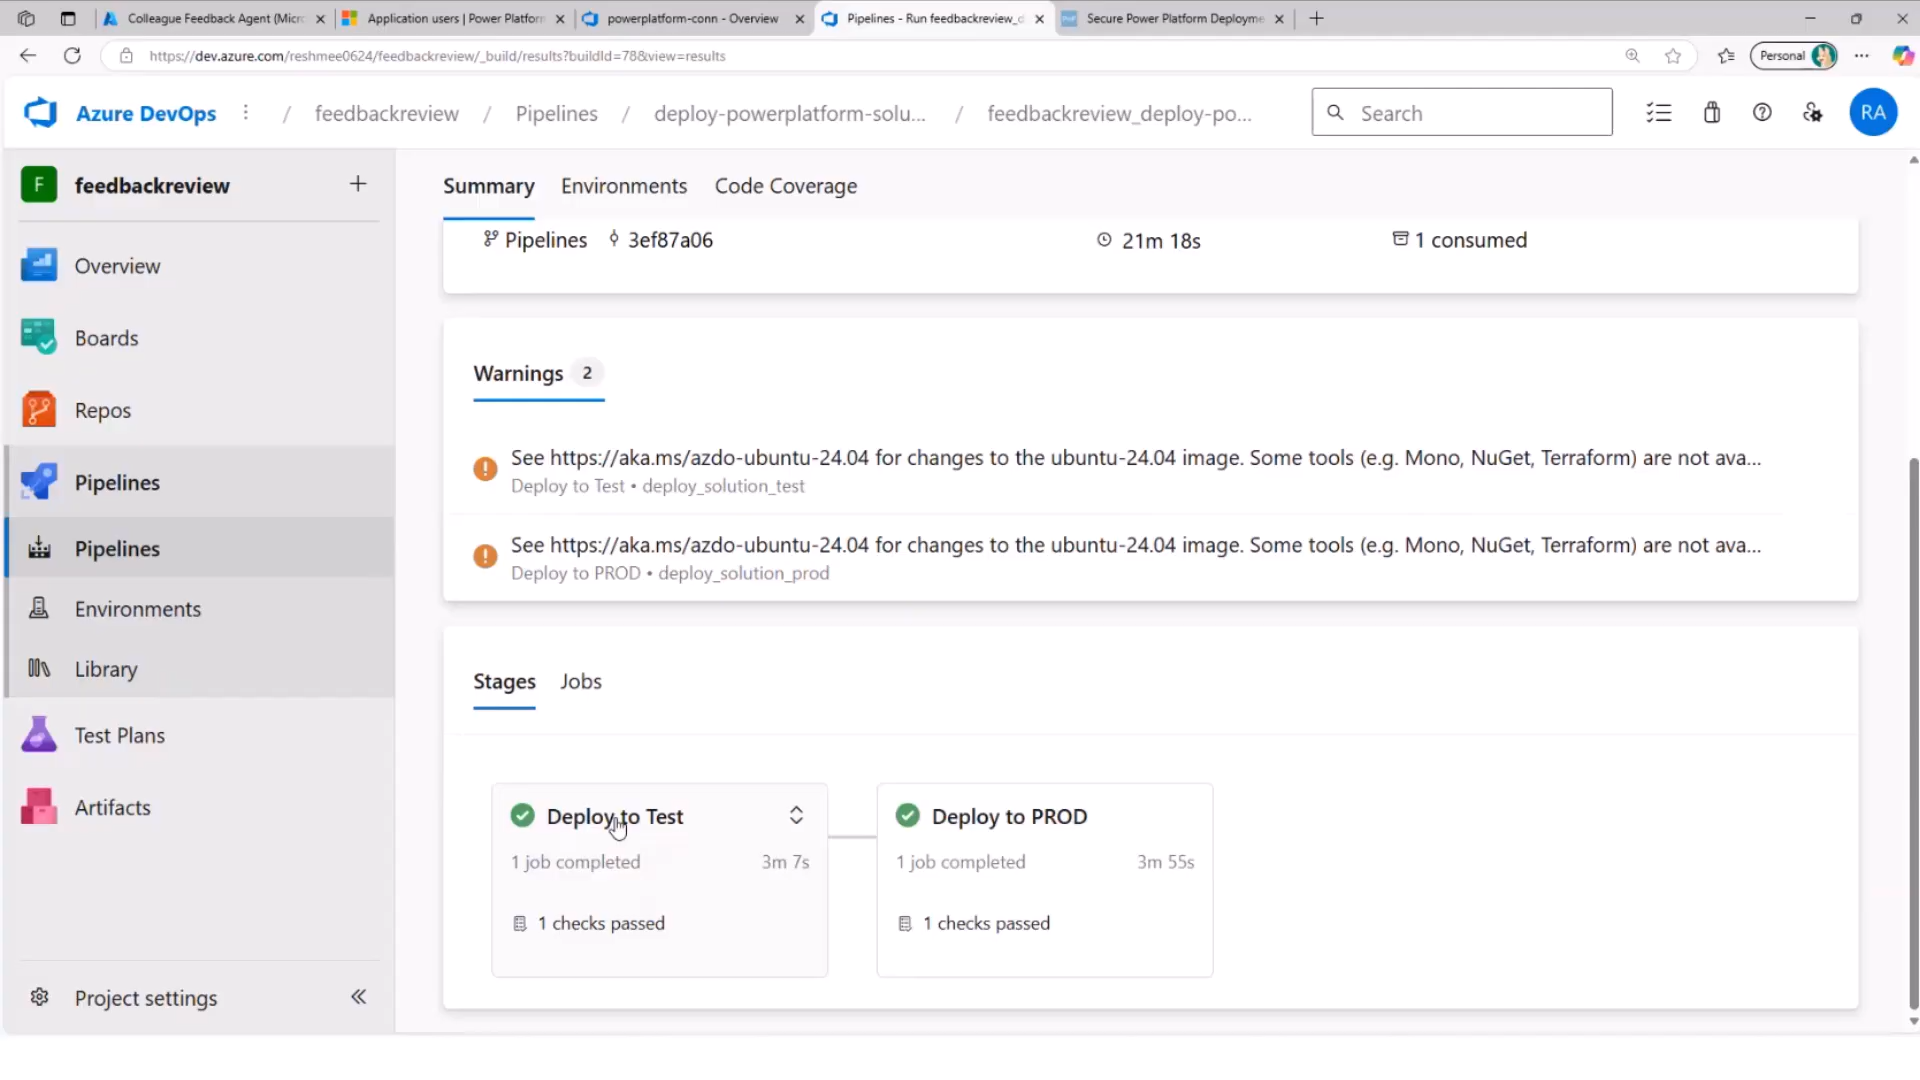 Colleague Feedback Agent (Micr
Application users | Power Platform
powerplatform-conn - Overview
Pipelines - Run feedbackreview_d
Secure Power Platform Deployme
https://dev.azure.com/reshmee0624/feedbackreview/_build/results?buildId=78&view=results
Personal
Azure DevOps / feedbackreview / Pipelines / deploy-powerplatform-solu... / feedbackreview_deploy-po...
Search
RA
F feedbackreview
Overview
Boards
Repos
Pipelines
Pipelines
Environments
Library
Test Plans
Artifacts
Project settings
Summary Environments Code Coverage
Pipelines 3ef87a06 21m 18s 1 consumed
Warnings 2
See https://aka.ms/azdo-ubuntu-24.04 for changes to the ubuntu-24.04 image. Some tools (e.g. Mono, NuGet, Terraform) are not ava...
Deploy to Test • deploy_solution_test
See https://aka.ms/azdo-ubuntu-24.04 for changes to the ubuntu-24.04 image. Some tools (e.g. Mono, NuGet, Terraform) are not ava...
Deploy to PROD • deploy_solution_prod
Stages Jobs
Deploy to Test
1 job completed 3m 7s
1 checks passed
Deploy to PROD
1 job completed 3m 55s
1 checks passed